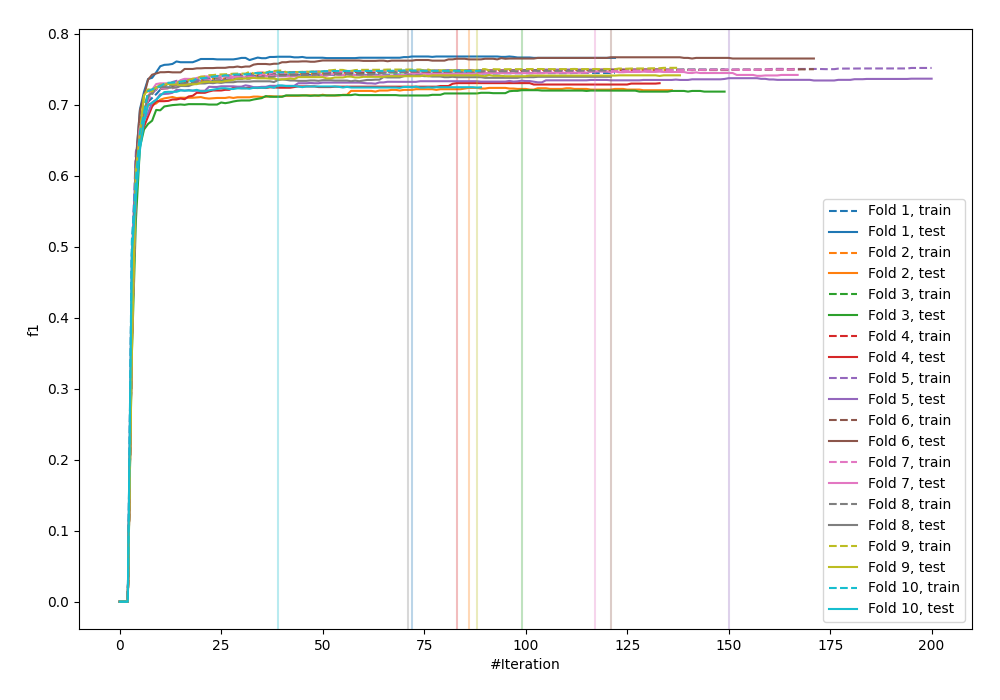 0.8
0.7
0.6
0.5
0.4
0.3
0.2
0.1
0.0
f1
0 25 50 75 100 125 150 175 200
#Iteration
Fold 1, train
Fold 1, test
Fold 2, train
Fold 2, test
Fold 3, train
Fold 3, test
Fold 4, train
Fold 4, test
Fold 5, train
Fold 5, test
Fold 6, train
Fold 6, test
Fold 7, train
Fold 7, test
Fold 8, train
Fold 8, test
Fold 9, train
Fold 9, test
Fold 10, train
Fold 10, test